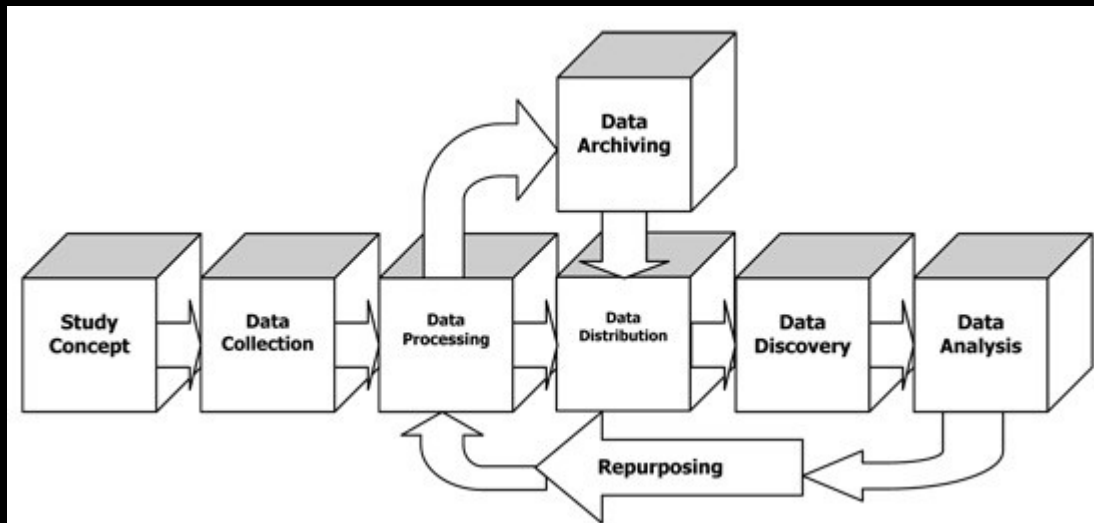 Data
Archiving
Study
Concept
Data
Collection
Data
Processing
Data
Distribution
Data
Discovery
Data
Analysis
Repurposing